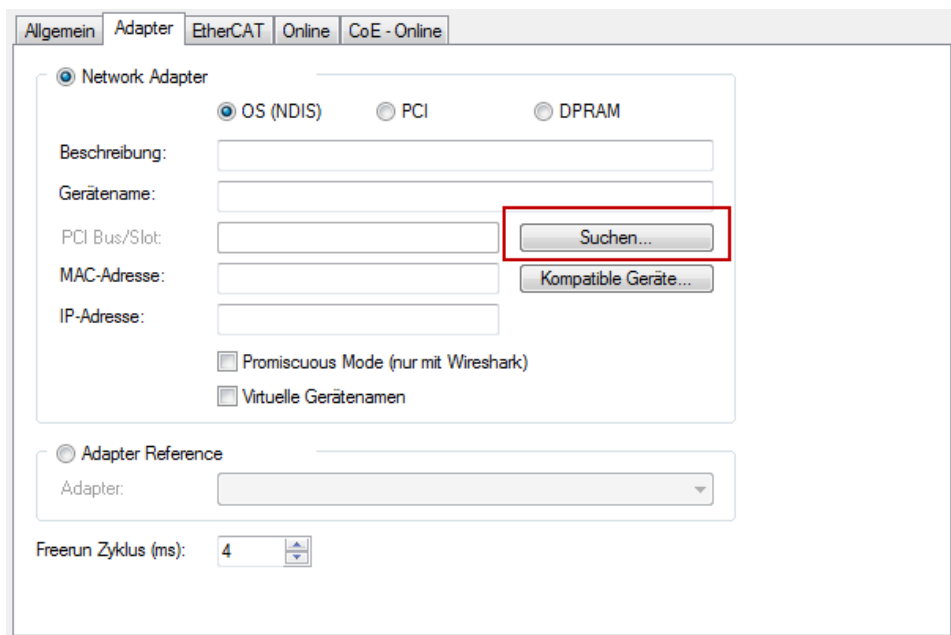 Allgemein Adapter EtherCAT Online CoE - Online
Network Adapter
OS (NDIS) PCI DPRAM
Beschreibung:
Gerätename:
PCI Bus/Slot: Suchen...
MAC-Adresse: Kompatible Geräte...
IP-Adresse:
Promiscuous Mode (nur mit Wireshark)
Virtuelle Gerätenamen
Adapter Reference
Adapter:
Freerun Zyklus (ms): 4